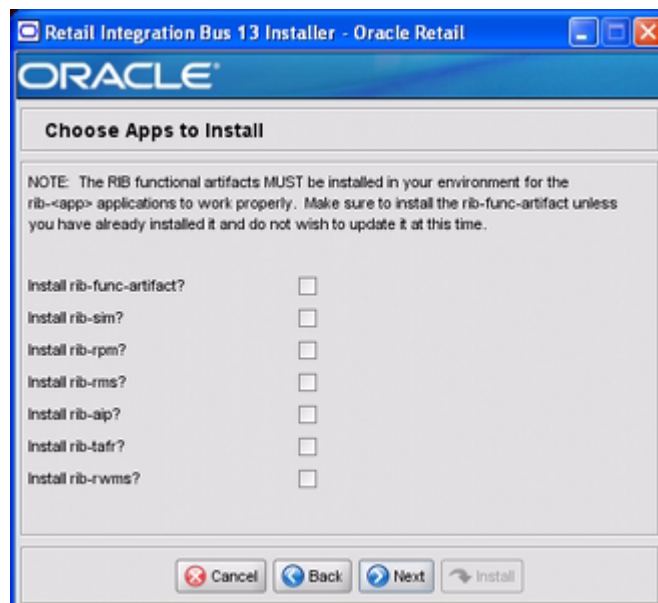 Retail Integration Bus 13 Installer - Oracle Retail
ORACLE
Choose Apps to Install
NOTE: The RIB functional artifacts MUST be installed in your environment for the
rib-<app> applications to work properly. Make sure to install the rib-func-artifact unless
you have already installed it and do not wish to update it at this time.
Install rib-func-artifact?
Install rib-sim?
Install rib-rpm?
Install rib-rms?
Install rib-aip?
Install rib-tafr?
Install rib-rwms?
Cancel Back Next Install